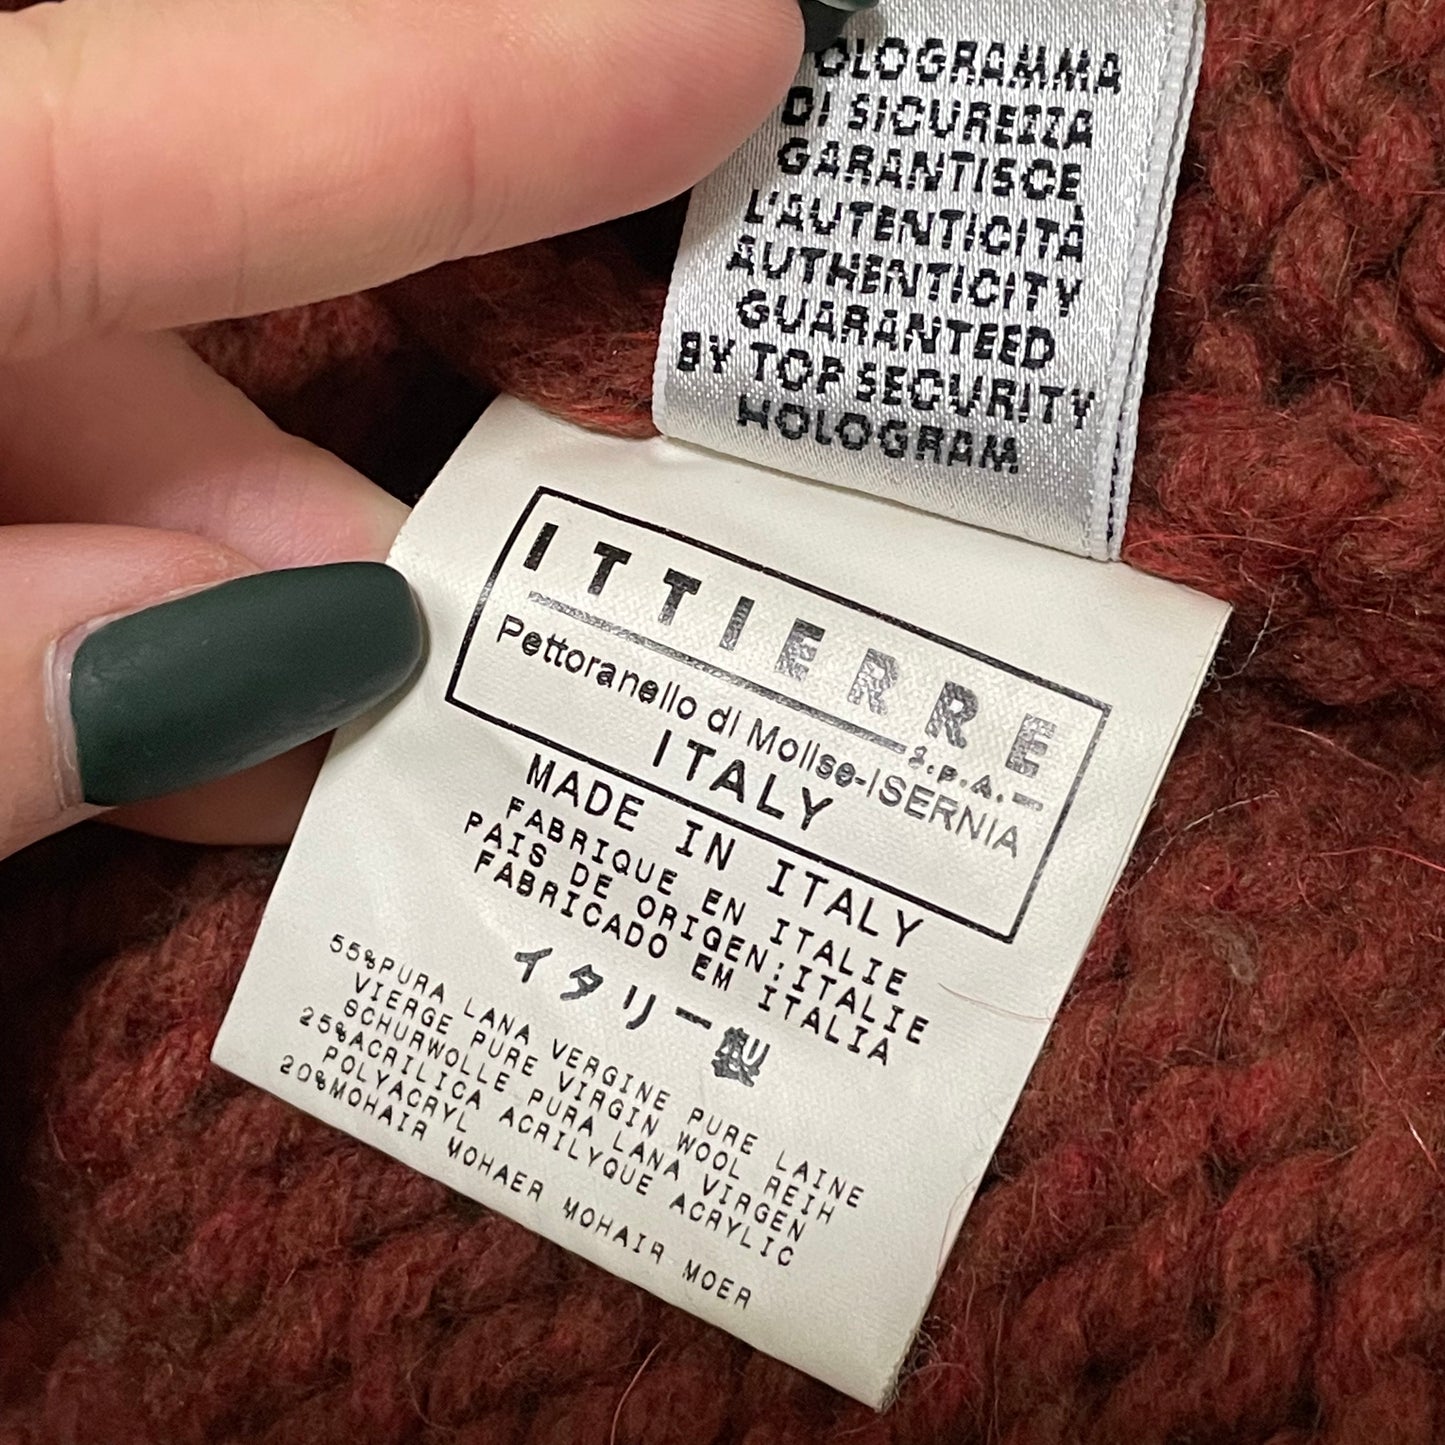 OLOGRAMMA
DI SICUREZZA
GARANTISCE
L'AUTENTICITÀ
AUTHENTICITY
GUARANTEED
BY TOP SECURITY
HOLOGRAM
ITTIERRE
S.p.A.
Pettoranello di Molise-ISERNIA
ITALY
MADE IN ITALY
FABRIQUE EN ITALIE
PAIS DE ORIGEN:ITALIE
FABRICADO EM ITALIA
イタリー製
55%PURA LANA VERGINE PURE LAINE
VIERGE PURE VIRGIN WOOL REIH
SCHURWOLLE PURA LANA VIRGEN
25%ACRILICA ACRILYQUE ACRYLIC
POLYACRYL
20%MOHAIR MOHAER MOHAIR MOER